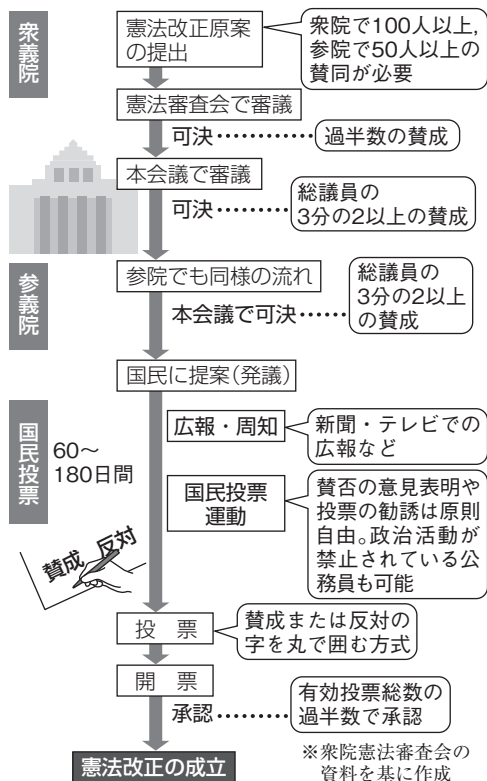 衆議院
憲法改正原案
の提出
衆院で100人以上,
参院で50人以上の
賛同が必要
憲法審査会で審議
可決
過半数の賛成
本会議で審議
可決
総議員の
3分の2以上の賛成
参議院
参院でも同様の流れ
本会議で可決
総議員の
3分の2以上
の賛成
国民に提案(発議)
国民投票
60〜
180日間
広報・周知
新聞・テレビでの
広報など
国民投票
運動
賛否の意見表明や
投票の勧誘は原則
自由。政治活動が
禁止されている公
務員も可能
賛成 反対
投 票
賛成または反対の
字を丸で囲む方式
開 票
承認
有効投票総数の
過半数で承認
憲法改正の成立
※衆院憲法審査会の
資料を基に作成